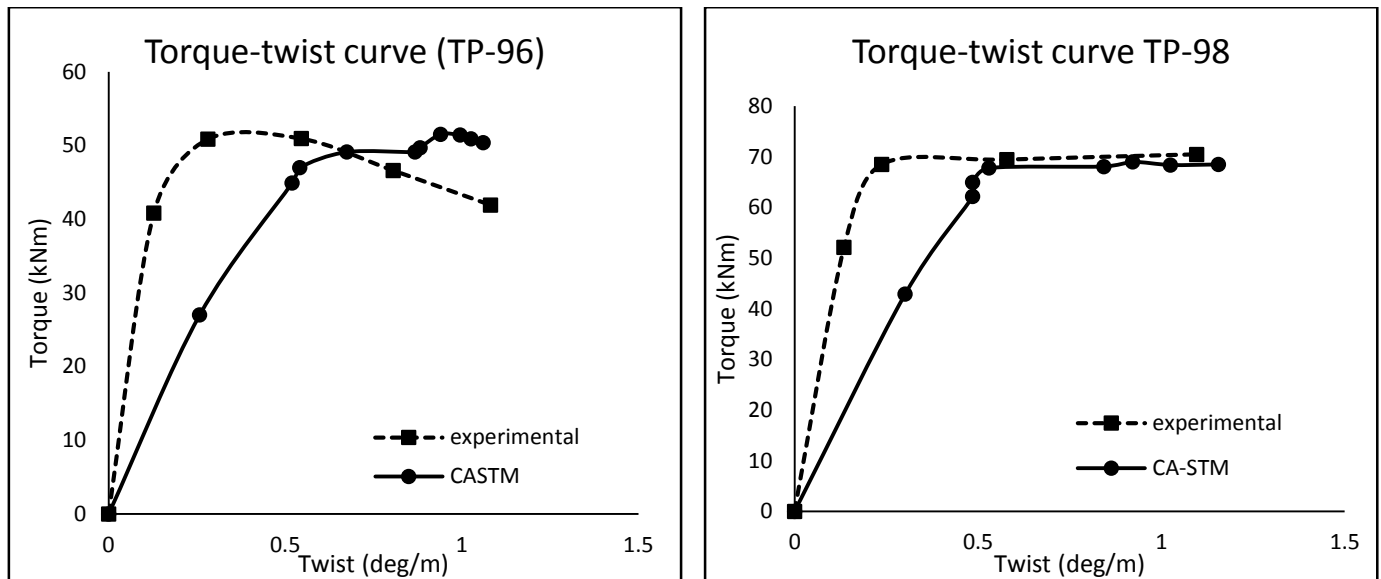 Torque-twist curve (TP-96)
60
50
40
30
20
10
0
Torque (kNm)
experimental
CASTM
0
0.5
1
1.5
Twist (deg/m)
Torque-twist curve TP-98
80
70
60
50
40
30
20
10
0
Torque (kNm)
experimental
CA-STM
0
0.5
1
1.5
Twist (deg/m)